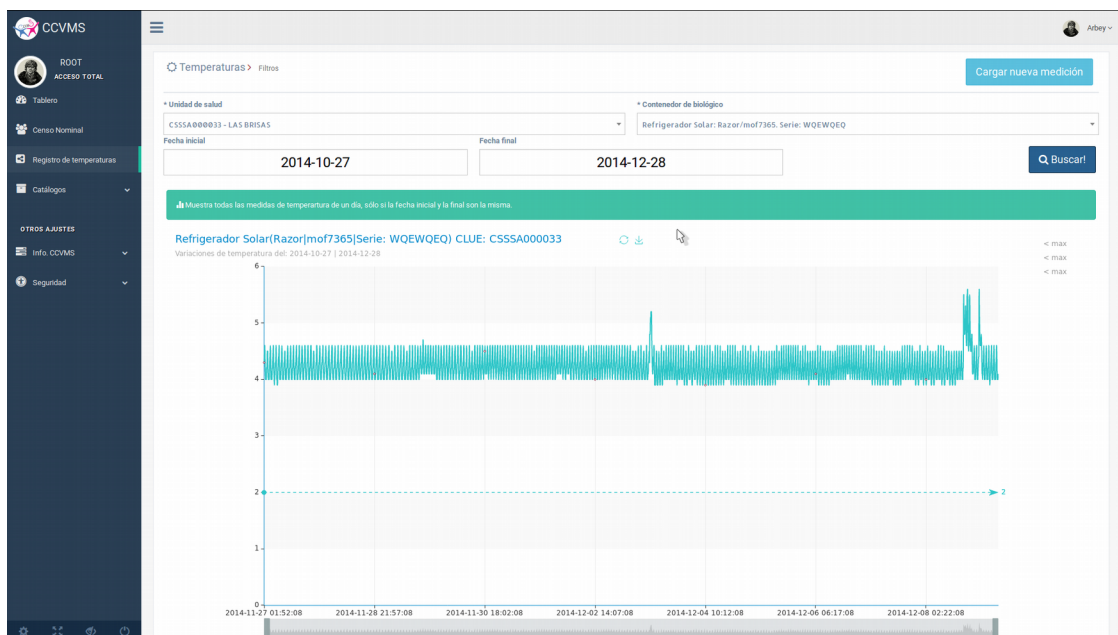 CCVMS
Arbey
ROOT
ACCESO TOTAL
Tablero
Censo Nominal
Registro de temperaturas
Catálogos
OTROS AJUSTES
Info. CCVMS
Seguridad
Temperaturas > Filtros
Cargar nueva medición
* Unidad de salud
* Contenedor de biológico
CSSSA000033 - LAS BRISAS
Refrigerador Solar: Razor/mof7365. Serie: WQEWQEQ
Fecha inicial
Fecha final
2014-10-27
2014-12-28
Buscar!
Muestra todas las medidas de temperartura de un día, sólo si la fecha inicial y la final son la misma.
Refrigerador Solar(Razor|mof7365|Serie: WQEWQEQ) CLUE: CSSSA000033
Variaciones de temperatura del: 2014-10-27 | 2014-12-28
< max
< max
< max
6
5
4
3
2
2
1
0
2014-11-27 01:52:08
2014-11-28 21:57:08
2014-11-30 18:02:08
2014-12-02 14:07:08
2014-12-04 10:12:08
2014-12-06 06:17:08
2014-12-08 02:22:08